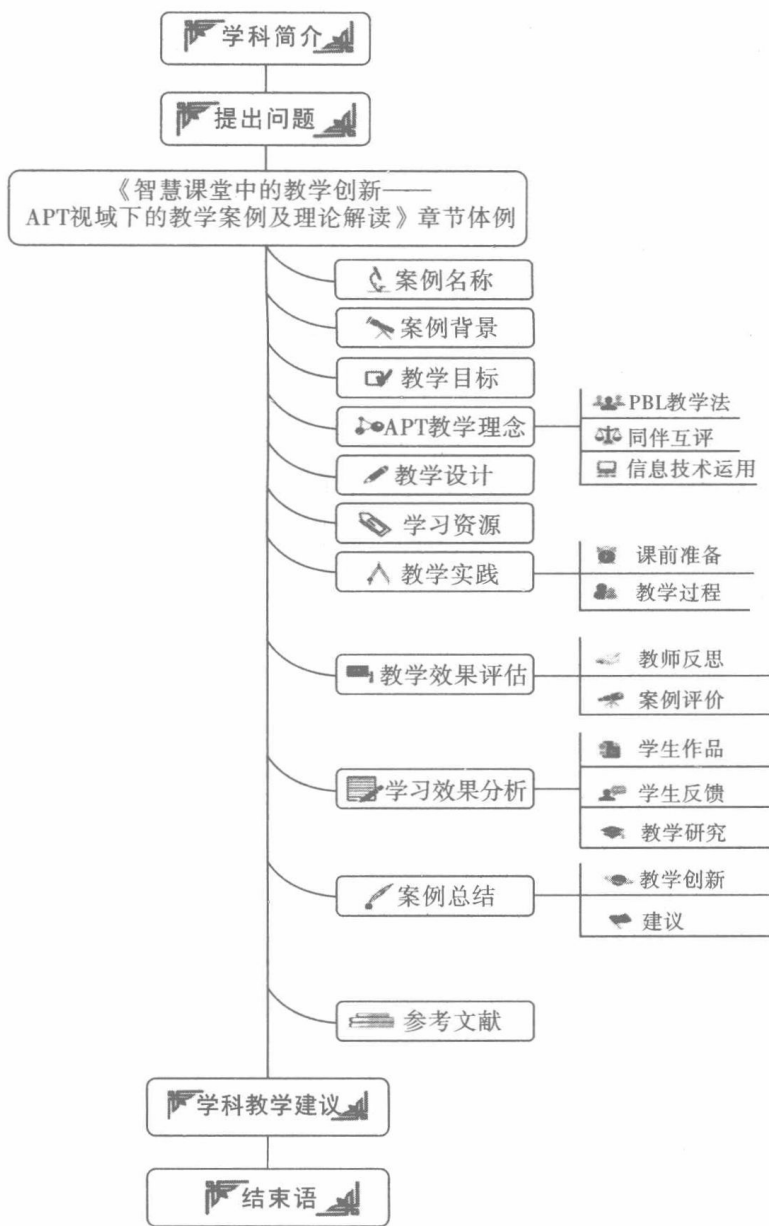 学科简介
提出问题
《智慧课堂中的教学创新——
APT视域下的教学案例及理论解读》章节体例
案例名称
案例背景
教学目标
APT教学理念
PBL教学法
同伴互评
信息技术运用
教学设计
学习资源
教学实践
课前准备
教学过程
教学效果评估
教师反思
案例评价
学习效果分析
学生作品
学生反馈
教学研究
案例总结
教学创新
建议
参考文献
学科教学建议
结束语